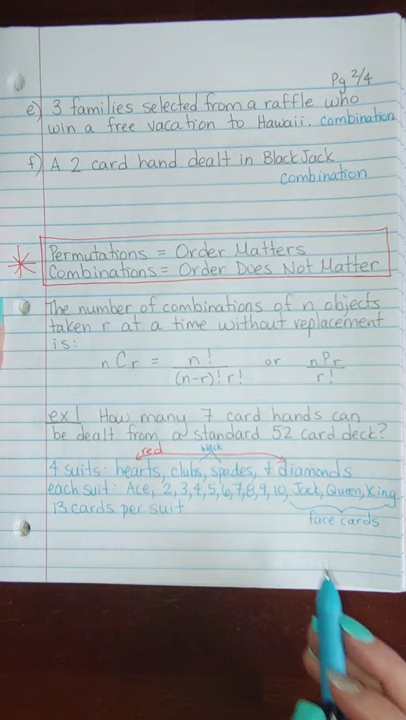 Pg 2/4
e) 3 families selected from a raffle who
win a free vacation to Hawaii. combination
f) A 2 card hand dealt in BlackJack
combination
* Permutations = Order Matters
Combinations = Order Does Not Matter
The number of combinations of n objects
taken r at a time without replacement
is:
nCr = n! / (n-r)! r! or nPr / r!
ex! How many 7 card hands can
be dealt from a standard 52 card deck?
red black
4 suits: hearts, clubs, spades, + diamonds
each suit: Ace, 2, 3, 4, 5, 6, 7, 8, 9, 10, Jack, Queen, King
13 cards per suit
face cards